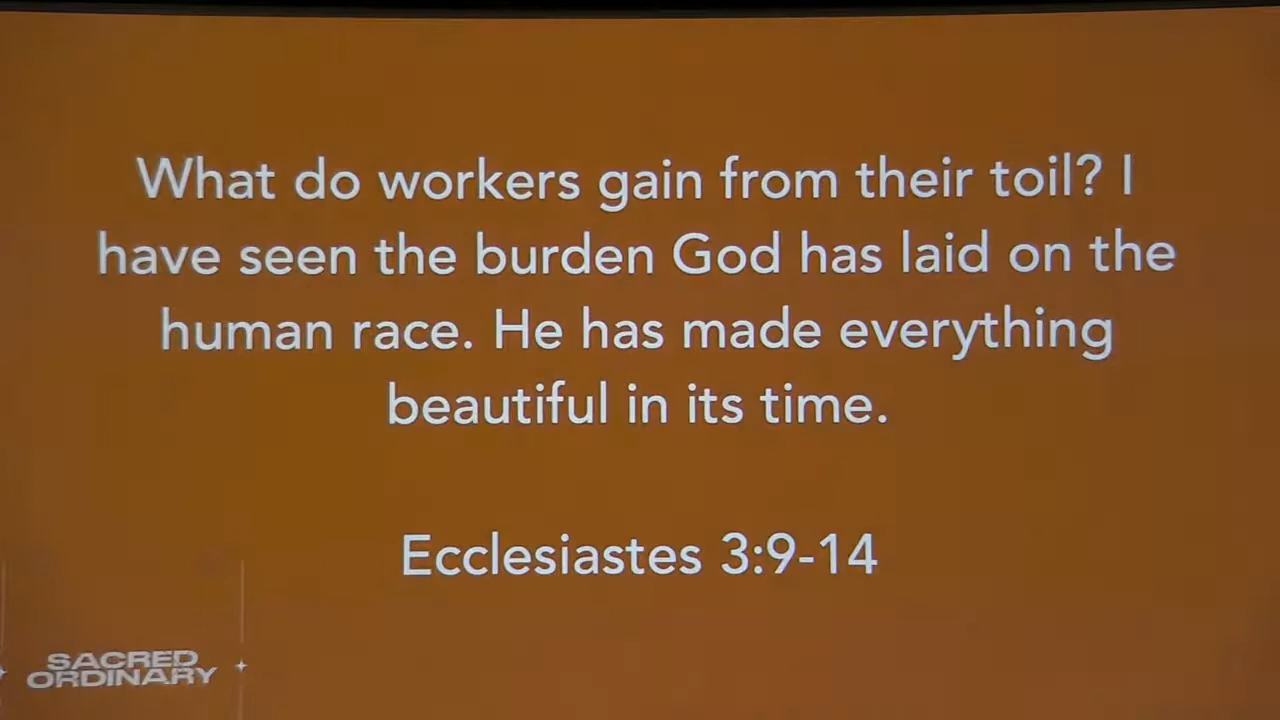 What do workers gain from their toil? I
have seen the burden God has laid on the
human race. He has made everything
beautiful in its time.
Ecclesiastes 3:9-14
SACRED
ORDINARY